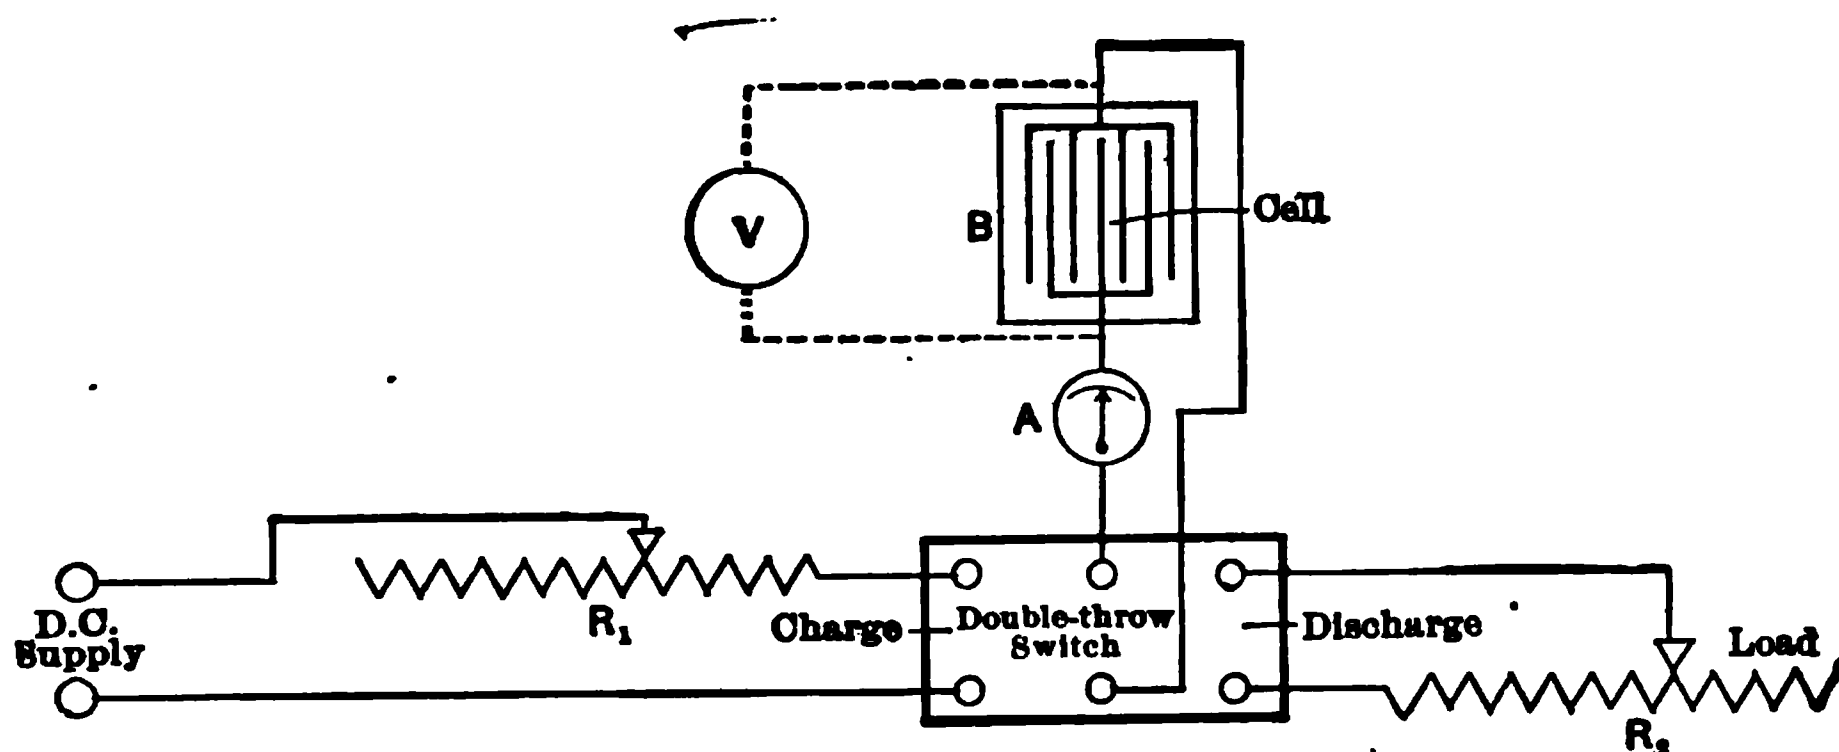 V
B
Cell
A
D.C.
Supply
R₁
Charge
Double-throw
Switch
Discharge
Load
R₂